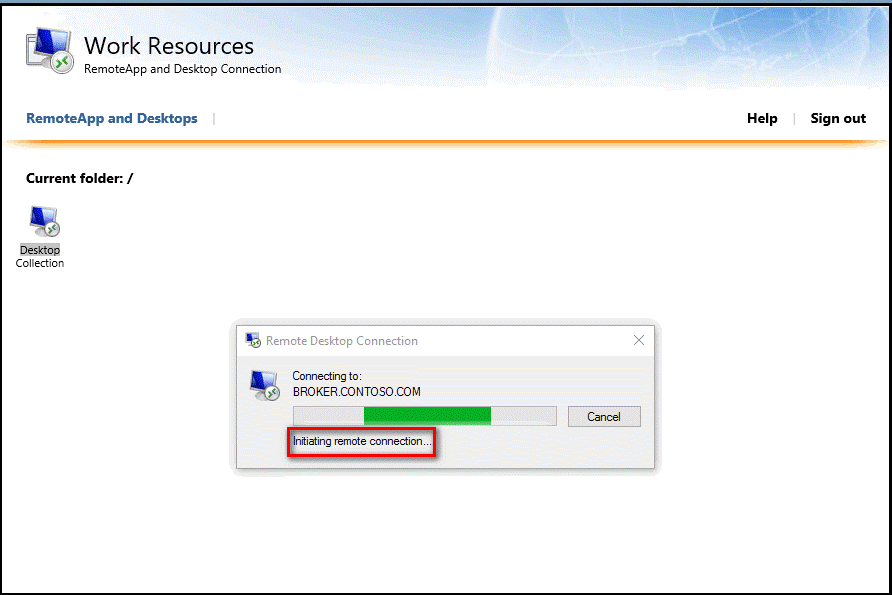 Work Resources
RemoteApp and Desktop Connection
RemoteApp and Desktops | Help | Sign out
Current folder: /
Desktop
Collection
Remote Desktop Connection
Connecting to:
BROKER.CONTOSO.COM
Cancel
Initiating remote connection...